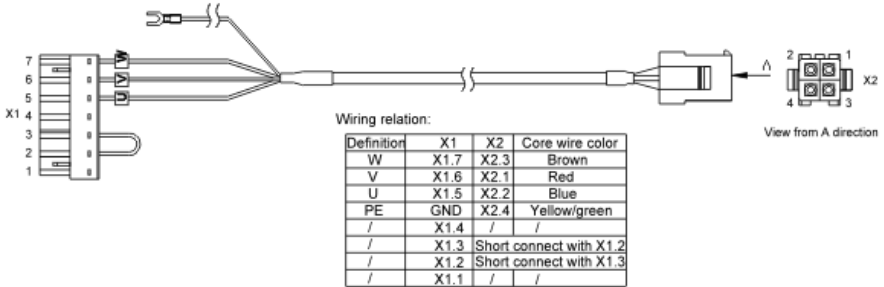 7
W
6
V
5
U
X1 4
3
2
1
A
2 1
X2
4 3
View from A direction
Wiring relation:
Definition X1 X2 Core wire color
W X1.7 X2.3 Brown
V X1.6 X2.1 Red
U X1.5 X2.2 Blue
PE GND X2.4 Yellow/green
/ X1.4 / /
/ X1.3 Short connect with X1.2
/ X1.2 Short connect with X1.3
/ X1.1 / /